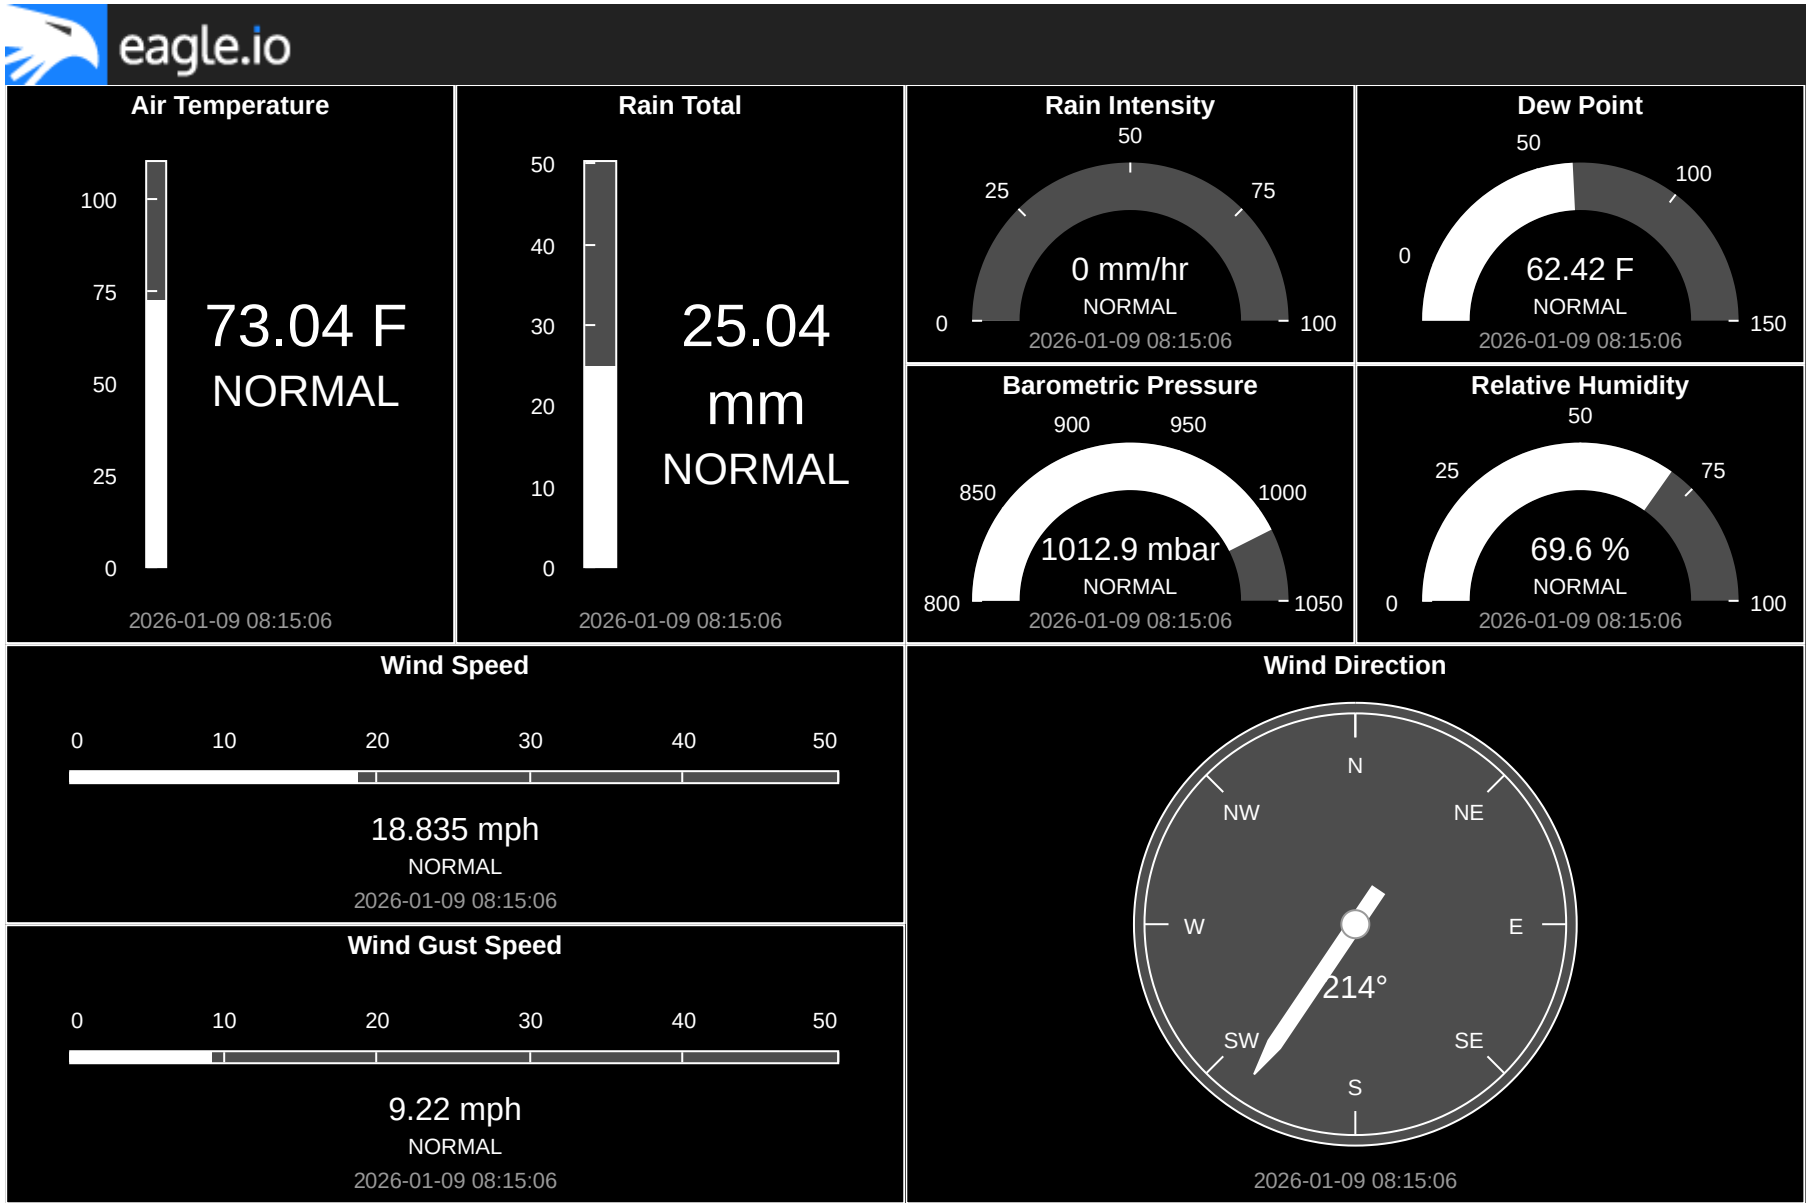 eagle.io
Air Temperature
100
75
50
25
0
73.04 F
NORMAL
2026-01-09 08:15:06
Rain Total
50
40
30
20
10
0
25.04
mm
NORMAL
2026-01-09 08:15:06
Rain Intensity
0
25
50
75
100
0 mm/hr
NORMAL
2026-01-09 08:15:06
Dew Point
0
50
100
150
62.42 F
NORMAL
2026-01-09 08:15:06
Barometric Pressure
800
850
900
950
1000
1050
1012.9 mbar
NORMAL
2026-01-09 08:15:06
Relative Humidity
0
25
50
75
100
69.6 %
NORMAL
2026-01-09 08:15:06
Wind Speed
0 10 20 30 40 50
18.835 mph
NORMAL
2026-01-09 08:15:06
Wind Gust Speed
0 10 20 30 40 50
9.22 mph
NORMAL
2026-01-09 08:15:06
Wind Direction
N
NW NE
W E
214°
SW SE
S
2026-01-09 08:15:06